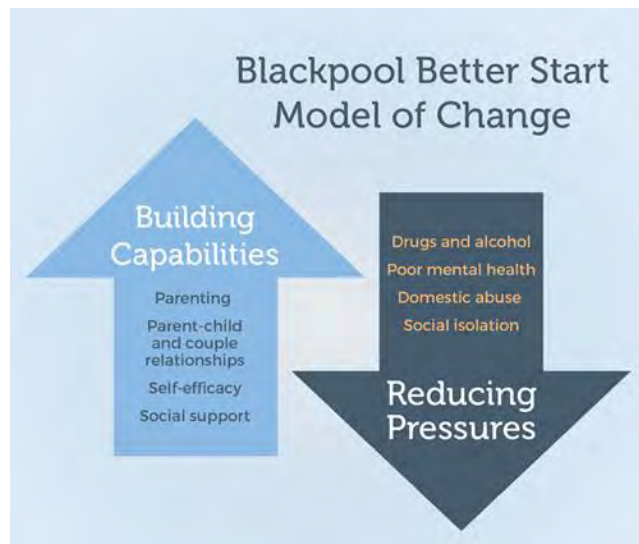 Blackpool Better Start
Model of Change
Building
Capabilities
Parenting
Parent-child
and couple
relationships
Self-efficacy
Social support
Drugs and alcohol
Poor mental health
Domestic abuse
Social isolation
Reducing
Pressures